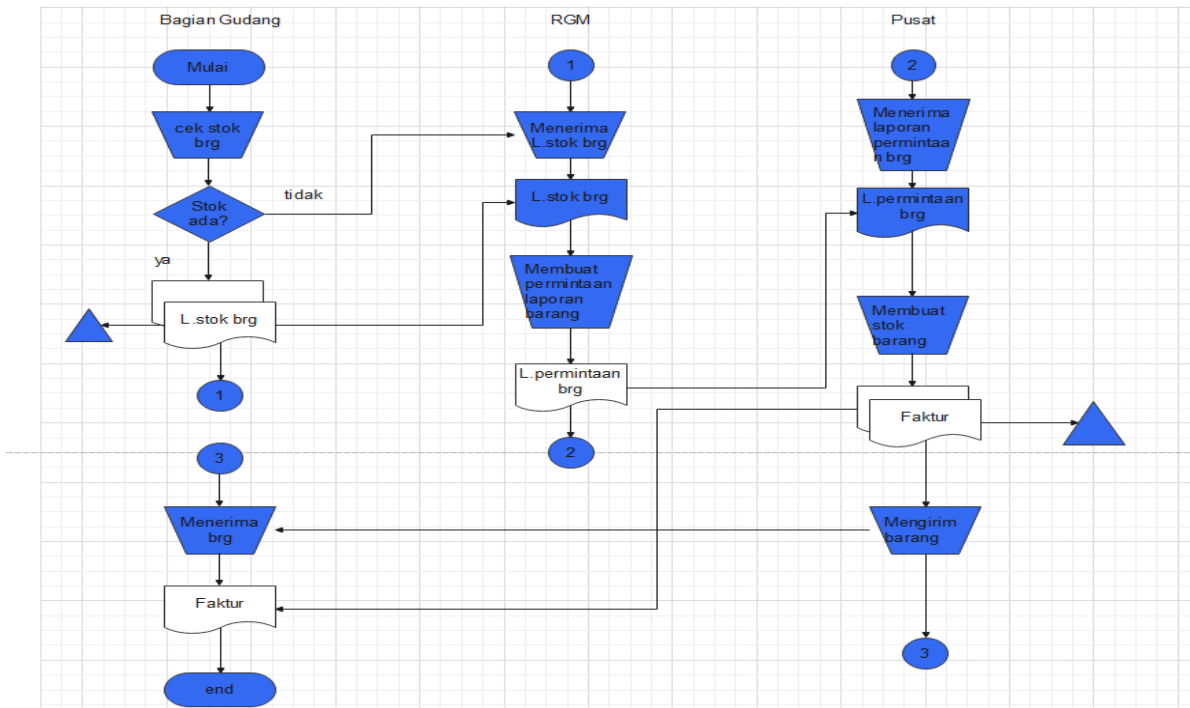 Bagian Gudang
RGM
Pusat
Mulai
cek stok
brg
Stok
ada?
tidak
ya
L.stok brg
1
3
Menerima
brg
Faktur
end
1
Menerima
L.stok brg
L.stok brg
Membuat
permintaan
laporan
barang
L.permintaan
brg
2
2
Menerima
laporan
permintaa
n brg
L.permintaan
brg
Membuat
stok
barang
Faktur
Mengirim
barang
3